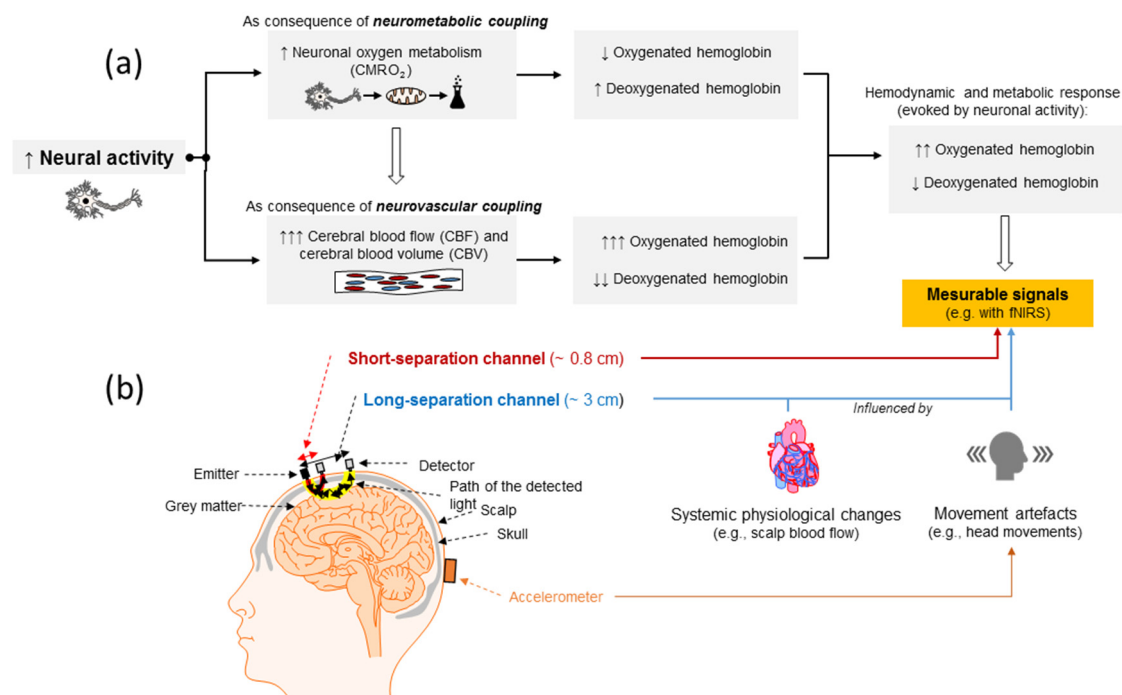 (a)
As consequence of neurometabolic coupling
↑ Neuronal oxygen metabolism
(CMRO₂)
↓ Oxygenated hemoglobin
↑ Deoxygenated hemoglobin
↑ Neural activity
As consequence of neurovascular coupling
↑↑↑ Cerebral blood flow (CBF) and
cerebral blood volume (CBV)
↑↑↑ Oxygenated hemoglobin
↓↓ Deoxygenated hemoglobin
Hemodynamic and metabolic response
(evoked by neuronal activity):
↑↑ Oxygenated hemoglobin
↓ Deoxygenated hemoglobin
Mesurable signals
(e.g. with fNIRS)
(b)
Short-separation channel (~ 0.8 cm)
Long-separation channel (~ 3 cm)
Influenced by
Emitter
Grey matter
Detector
Path of the detected
light
Scalp
Skull
Accelerometer
Systemic physiological changes
(e.g., scalp blood flow)
Movement artefacts
(e.g., head movements)